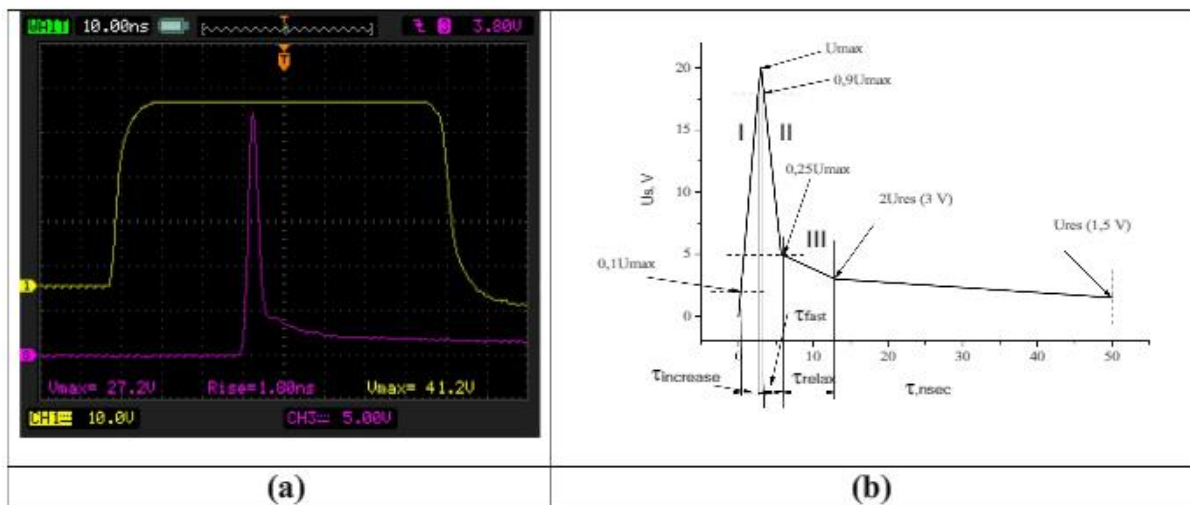 WAIT 10.00ns T 3 3.80V
T
1
3
Vmax= 27.2V Rise=1.80ns Vmax= 41.2V
CH1 10.0V CH3 5.00V
Umax
0,9Umax
20
I II
15
0,25Umax
Us, V
10
2Ures (3 V)
III
Ures (1,5 V)
5
0,1Umax
0
τfast
10 20 30 40 50
τincrease τrelax τ,nsec
(a) (b)